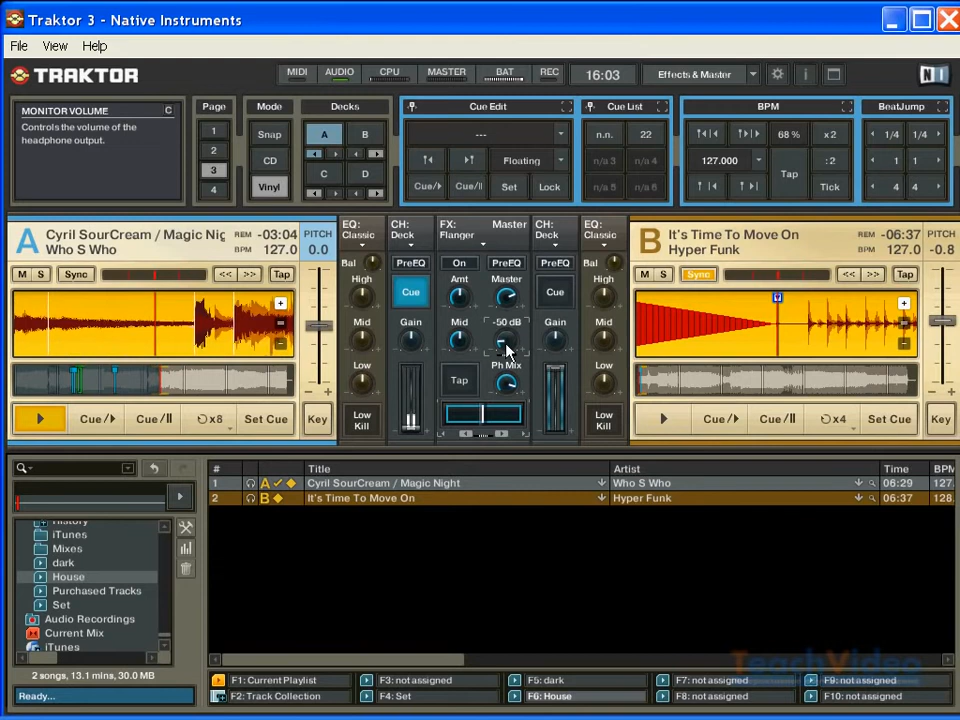 Traktor 3 - Native Instruments
File View Help
TRAKTOR
MIDI AUDIO CPU MASTER BAT REC 16:03 Effects & Master i NI
MONITOR VOLUME C
Controls the volume of the
headphone output.
Page
1
2
3
4
Mode
Snap
CD
Vinyl
Decks
A B
C D
Cue Edit
---
Floating
Cue/ Cue/II Set Lock
Cue List
n.n. 22
n/a 3 n/a 4
n/a 5 n/a 6
BPM
68 % x2
127.000 Tap :2
Tick
BeatJump
1/4 1/4
1 1
4 4
A Cyril SourCream / Magic Nig
Who S Who
REM -03:04
BPM 127.0
PITCH
0.0
M S Sync << >> Tap
Cue/ Cue/II x8 Set Cue Key
EQ:
Classic
Bal
High
Mid
Low
Low
Kill
CH:
Deck
PreEQ
Cue
Gain
FX: Master
Flanger
On PreEQ
Amt Master
Mid -50 dB
Ph Mix
Tap
CH:
Deck
PreEQ
Cue
Gain
EQ:
Classic
Bal
High
Mid
Low
Low
Kill
B It's Time To Move On
Hyper Funk
REM -06:37
BPM 127.0
PITCH
-0.8
M S Sync << >> Tap
Cue/ Cue/II x4 Set Cue Key
# Title Artist Time BPM
1 A Cyril SourCream / Magic Night Who S Who 06:29 127.
2 B It's Time To Move On Hyper Funk 06:37 128.
History
iTunes
Mixes
dark
House
Purchased Tracks
Set
Audio Recordings
Current Mix
iTunes
2 songs, 13.1 mins, 30.0 MB
Ready...
F1: Current Playlist F3: not assigned F5: dark F7: not assigned F9: not assigned
F2: Track Collection F4: Set F6: House F8: not assigned F10: not assigned
TeachVideo